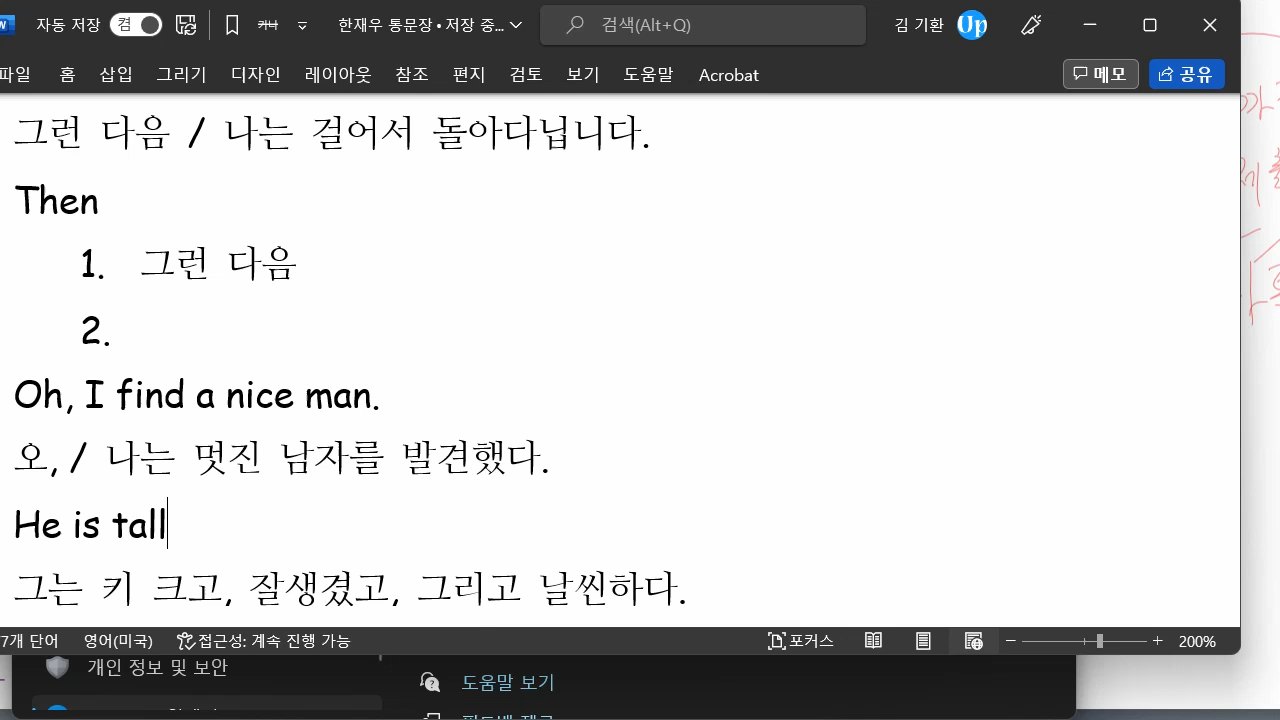 자동 저장 켬 가나 한재우 통문장 • 저장 중... 검색(Alt+Q) 김 기환 Up
파일 홈 삽입 그리기 디자인 레이아웃 참조 편지 검토 보기 도움말 Acrobat 메모 공유
그런 다음 / 나는 걸어서 돌아다닙니다.
Then
1. 그런 다음
2.
Oh, I find a nice man.
오, / 나는 멋진 남자를 발견했다.
He is tall
그는 키 크고, 잘생겼고, 그리고 날씬하다.
7개 단어 영어(미국) 접근성: 계속 진행 가능 포커스 200%
개인 정보 및 보안
도움말 보기